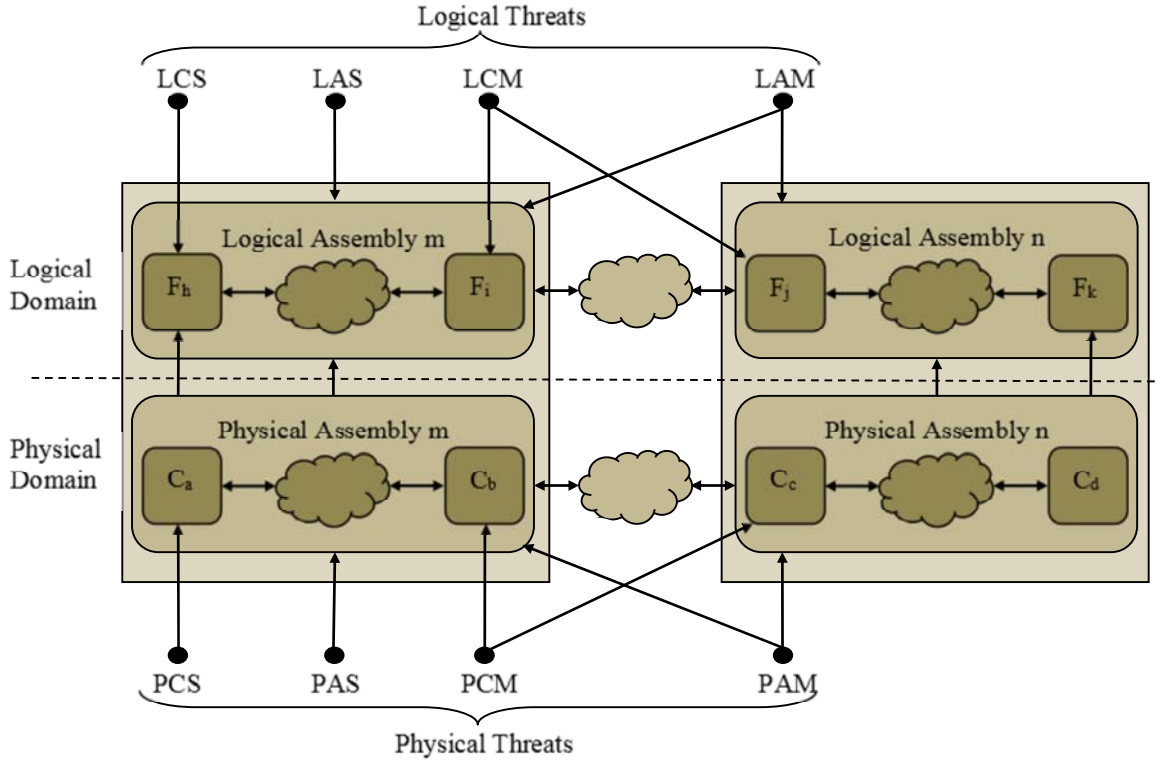 Logical Threats
LCS LAS LCM LAM
Logical Assembly m
Logical Assembly n
Logical
Domain
Fh Fi Fj Fk
Physical
Domain
Physical Assembly m
Physical Assembly n
Ca Cb Cc Cd
PCS PAS PCM PAM
Physical Threats